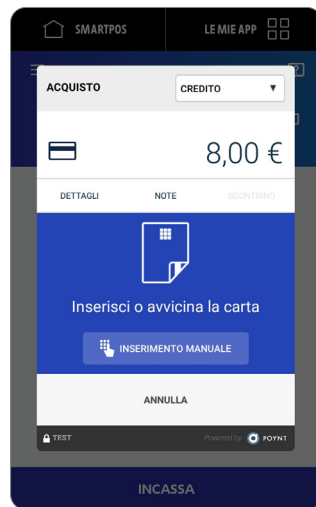 SMARTPOS LE MIE APP
ACQUISTO CREDITO
8,00 €
DETTAGLI NOTE SCONTRINO
Inserisci o avvicina la carta
INSERIMENTO MANUALE
ANNULLA
TEST Powered by POYNT
INCASSA